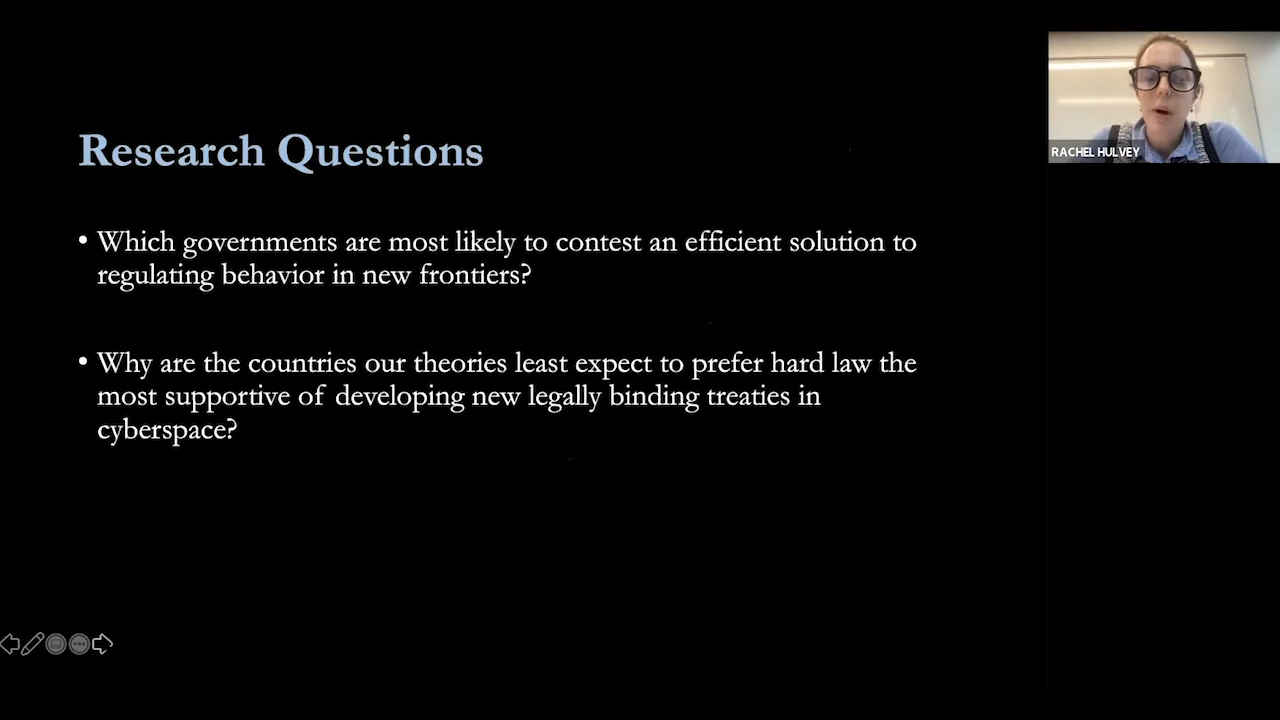 Research Questions
• Which governments are most likely to contest an efficient solution to
regulating behavior in new frontiers?
• Why are the countries our theories least expect to prefer hard law the
most supportive of developing new legally binding treaties in
cyberspace?
RACHEL HULVEY